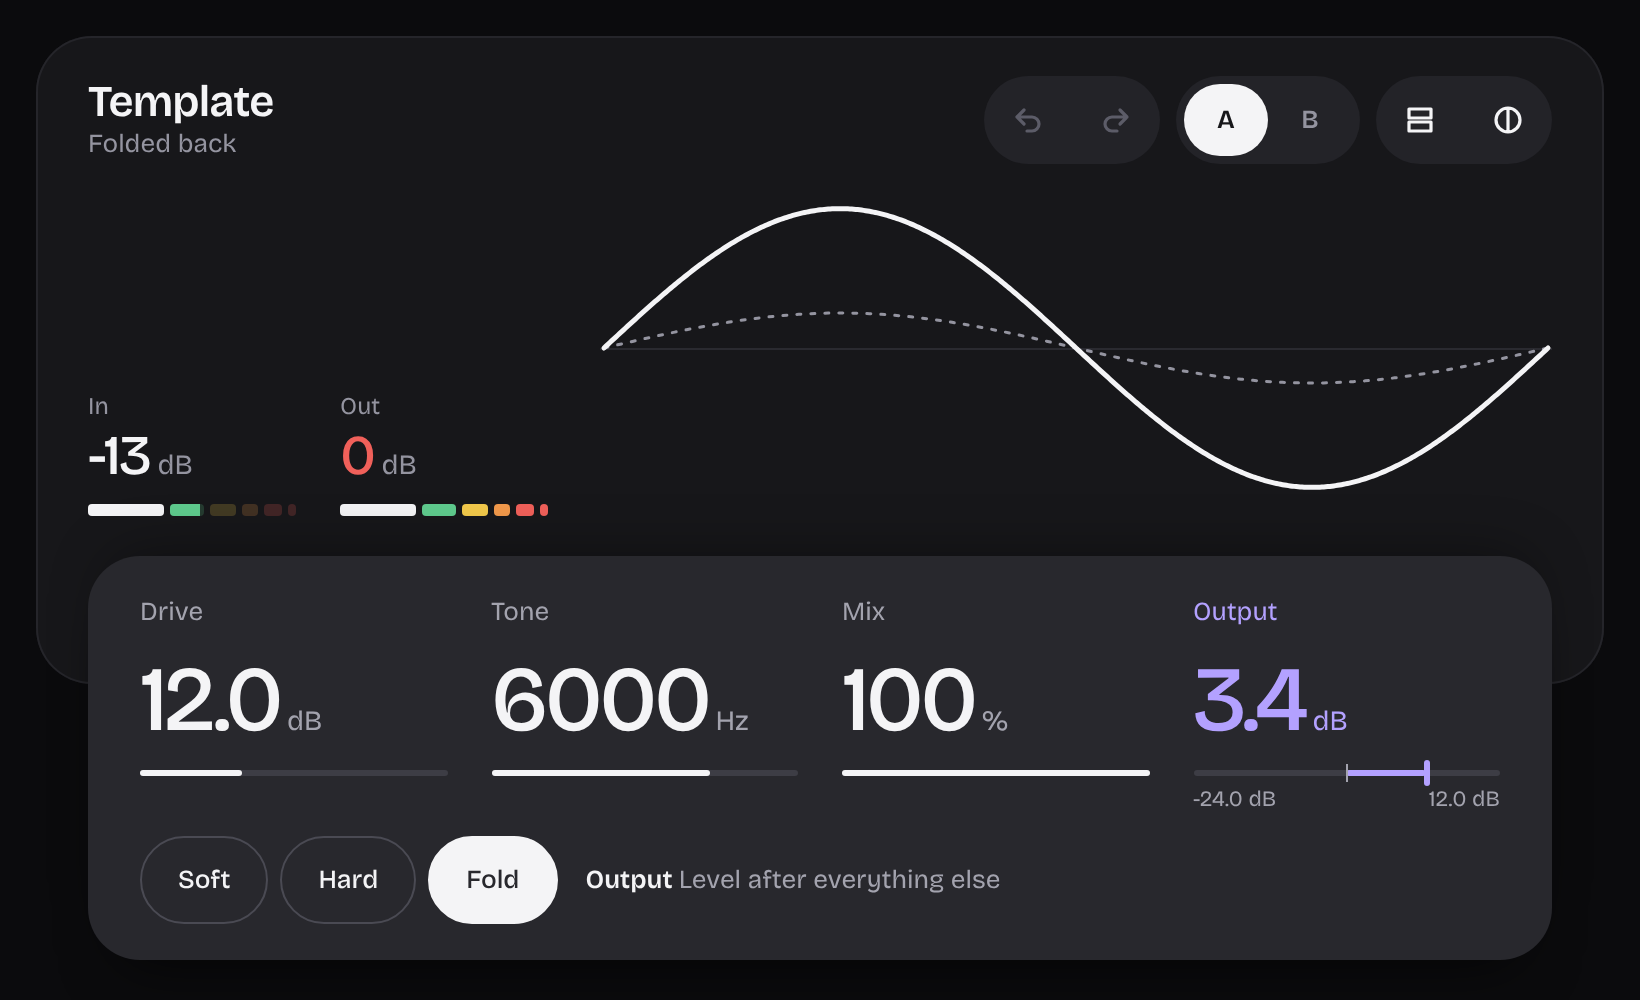 Template
Folded back
A B
In
-13 dB
Out
0 dB
Drive
12.0 dB
Tone
6000 Hz
Mix
100 %
Output
3.4 dB
-24.0 dB 12.0 dB
Soft Hard Fold Output Level after everything else